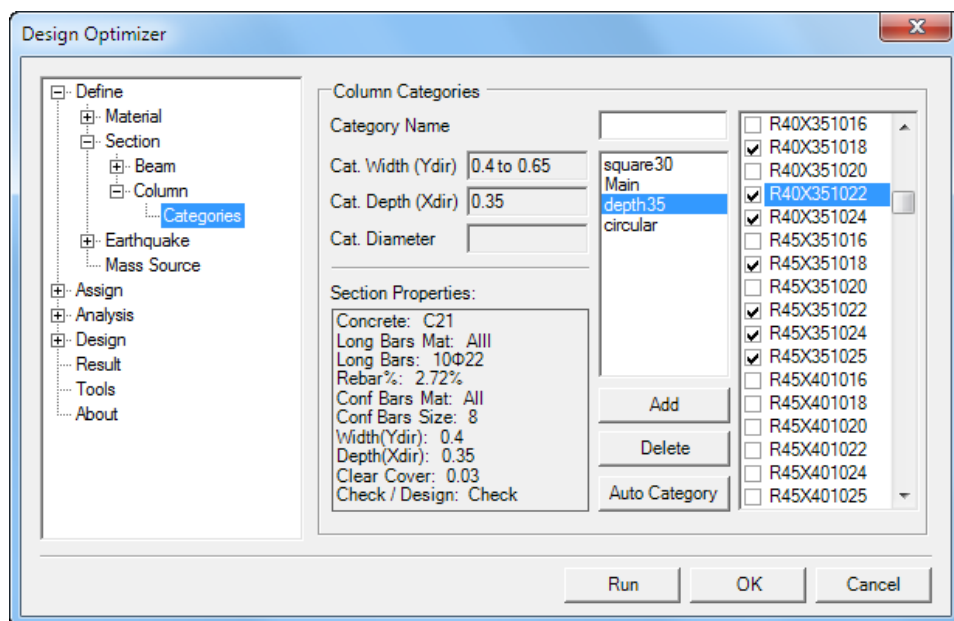 Design Optimizer
Define
Material
Section
Beam
Column
Categories
Earthquake
Mass Source
Assign
Analysis
Design
Result
Tools
About
Column Categories
Category Name
Cat. Width (Ydir) 0.4 to 0.65
Cat. Depth (Xdir) 0.35
Cat. Diameter
Section Properties:
Concrete: C21
Long Bars Mat: AIII
Long Bars: 10Φ22
Rebar%: 2.72%
Conf Bars Mat: AII
Conf Bars Size: 8
Width(Ydir): 0.4
Depth(Xdir): 0.35
Clear Cover: 0.03
Check / Design: Check
square30
Main
depth35
circular
Add
Delete
Auto Category
R40X351016
R40X351018
R40X351020
R40X351022
R40X351024
R45X351016
R45X351018
R45X351020
R45X351022
R45X351024
R45X351025
R45X401016
R45X401018
R45X401020
R45X401022
R45X401024
R45X401025
Run
OK
Cancel